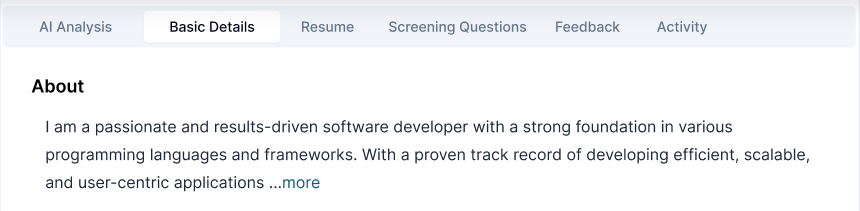 AI Analysis Basic Details Resume Screening Questions Feedback Activity
About
I am a passionate and results-driven software developer with a strong foundation in various
programming languages and frameworks. With a proven track record of developing efficient, scalable,
and user-centric applications ...more